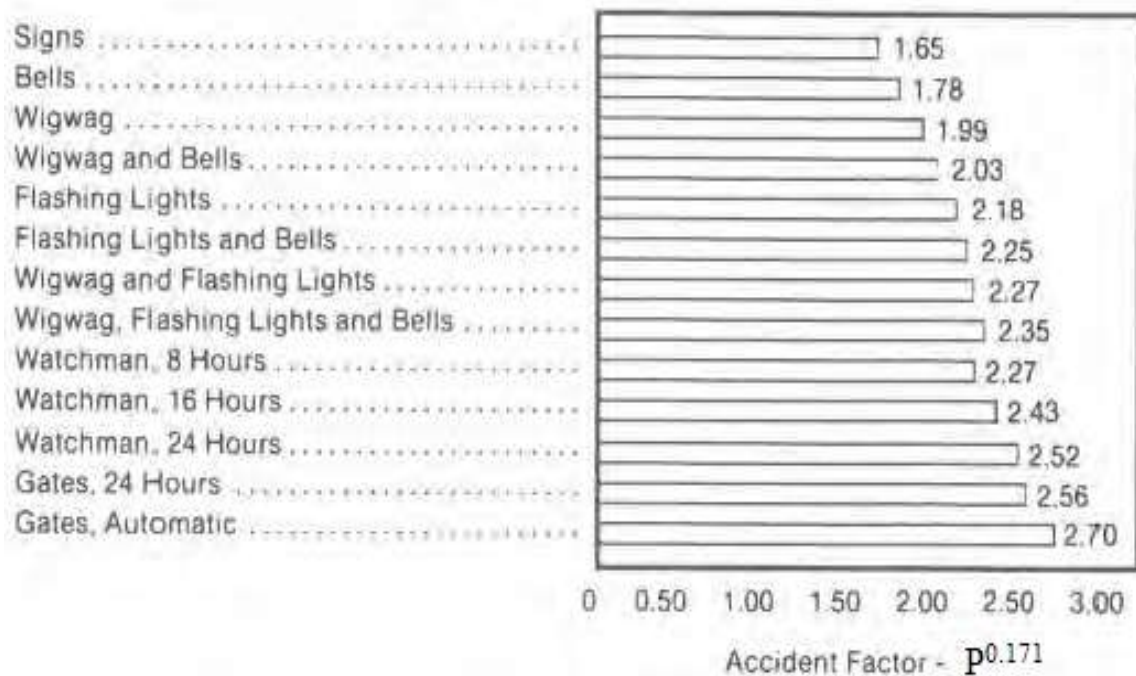 Signs 1.65
Bells 1.78
Wigwag 1.99
Wigwag and Bells 2.03
Flashing Lights 2.18
Flashing Lights and Bells 2.25
Wigwag and Flashing Lights 2.27
Wigwag, Flashing Lights and Bells 2.35
Watchman, 8 Hours 2.27
Watchman, 16 Hours 2.43
Watchman, 24 Hours 2.52
Gates, 24 Hours 2.56
Gates, Automatic 2.70
0 0.50 1.00 1.50 2.00 2.50 3.00
Accident Factor - P^0.171